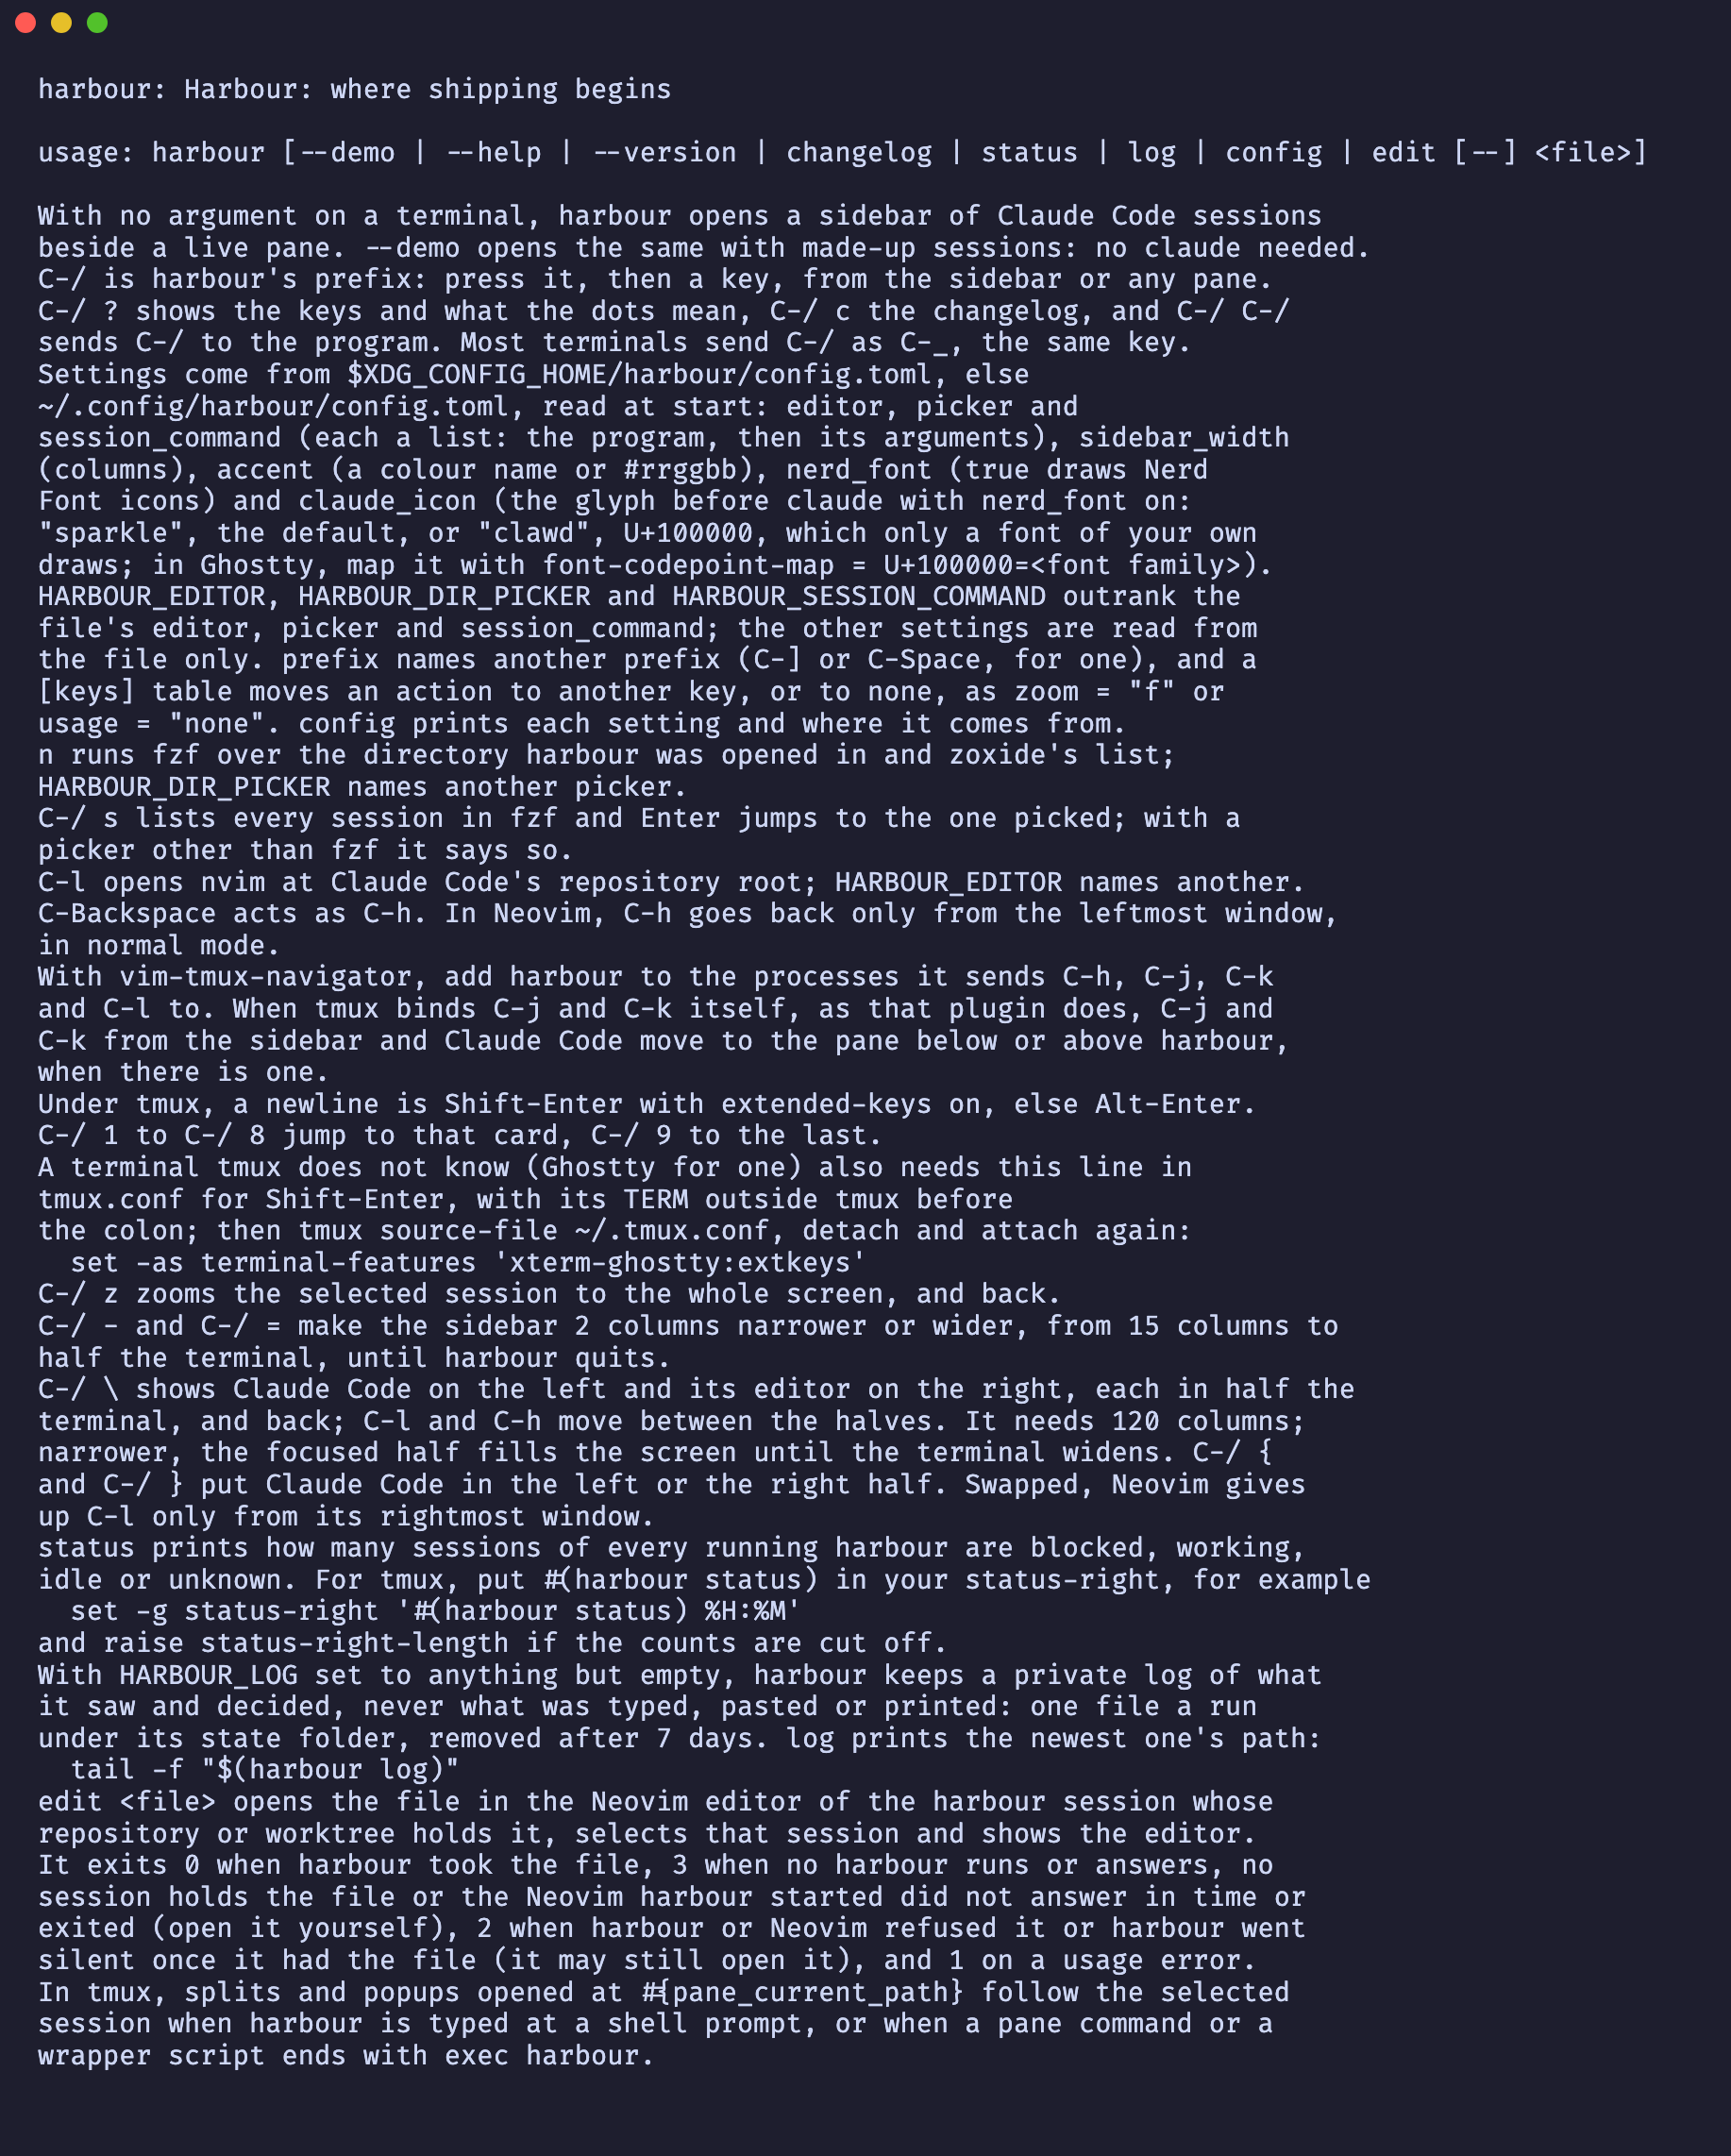 harbour: Harbour: where shipping begins
usage: harbour [--demo | --help | --version | changelog | status | log | config | edit [--] <file>]
With no argument on a terminal, harbour opens a sidebar of Claude Code sessions
beside a live pane. --demo opens the same with made-up sessions: no claude needed.
C-/ is harbour's prefix: press it, then a key, from the sidebar or any pane.
C-/ ? shows the keys and what the dots mean, C-/ c the changelog, and C-/ C-/
sends C-/ to the program. Most terminals send C-/ as C-_, the same key.
Settings come from $XDG_CONFIG_HOME/harbour/config.toml, else
~/.config/harbour/config.toml, read at start: editor, picker and
session_command (each a list: the program, then its arguments), sidebar_width
(columns), accent (a colour name or #rrggbb), nerd_font (true draws Nerd
Font icons) and claude_icon (the glyph before claude with nerd_font on:
"sparkle", the default, or "clawd", U+100000, which only a font of your own
draws; in Ghostty, map it with font-codepoint-map = U+100000=<font family>).
HARBOUR_EDITOR, HARBOUR_DIR_PICKER and HARBOUR_SESSION_COMMAND outrank the
file's editor, picker and session_command; the other settings are read from
the file only. prefix names another prefix (C-] or C-Space, for one), and a
[keys] table moves an action to another key, or to none, as zoom = "f" or
usage = "none". config prints each setting and where it comes from.
n runs fzf over the directory harbour was opened in and zoxide's list;
HARBOUR_DIR_PICKER names another picker.
C-/ s lists every session in fzf and Enter jumps to the one picked; with a
picker other than fzf it says so.
C-l opens nvim at Claude Code's repository root; HARBOUR_EDITOR names another.
C-Backspace acts as C-h. In Neovim, C-h goes back only from the leftmost window,
in normal mode.
With vim-tmux-navigator, add harbour to the processes it sends C-h, C-j, C-k
and C-l to. When tmux binds C-j and C-k itself, as that plugin does, C-j and
C-k from the sidebar and Claude Code move to the pane below or above harbour,
when there is one.
Under tmux, a newline is Shift-Enter with extended-keys on, else Alt-Enter.
C-/ 1 to C-/ 8 jump to that card, C-/ 9 to the last.
A terminal tmux does not know (Ghostty for one) also needs this line in
tmux.conf for Shift-Enter, with its TERM outside tmux before
the colon; then tmux source-file ~/.tmux.conf, detach and attach again:
  set -as terminal-features 'xterm-ghostty:extkeys'
C-/ z zooms the selected session to the whole screen, and back.
C-/ - and C-/ = make the sidebar 2 columns narrower or wider, from 15 columns to
half the terminal, until harbour quits.
C-/ \ shows Claude Code on the left and its editor on the right, each in half the
terminal, and back; C-l and C-h move between the halves. It needs 120 columns;
narrower, the focused half fills the screen until the terminal widens. C-/ {
and C-/ } put Claude Code in the left or the right half. Swapped, Neovim gives
up C-l only from its rightmost window.
status prints how many sessions of every running harbour are blocked, working,
idle or unknown. For tmux, put #(harbour status) in your status-right, for example
  set -g status-right '#(harbour status) %H:%M'
and raise status-right-length if the counts are cut off.
With HARBOUR_LOG set to anything but empty, harbour keeps a private log of what
it saw and decided, never what was typed, pasted or printed: one file a run
under its state folder, removed after 7 days. log prints the newest one's path:
  tail -f "$(harbour log)"
edit <file> opens the file in the Neovim editor of the harbour session whose
repository or worktree holds it, selects that session and shows the editor.
It exits 0 when harbour took the file, 3 when no harbour runs or answers, no
session holds the file or the Neovim harbour started did not answer in time or
exited (open it yourself), 2 when harbour or Neovim refused it or harbour went
silent once it had the file (it may still open it), and 1 on a usage error.
In tmux, splits and popups opened at #{pane_current_path} follow the selected
session when harbour is typed at a shell prompt, or when a pane command or a
wrapper script ends with exec harbour.